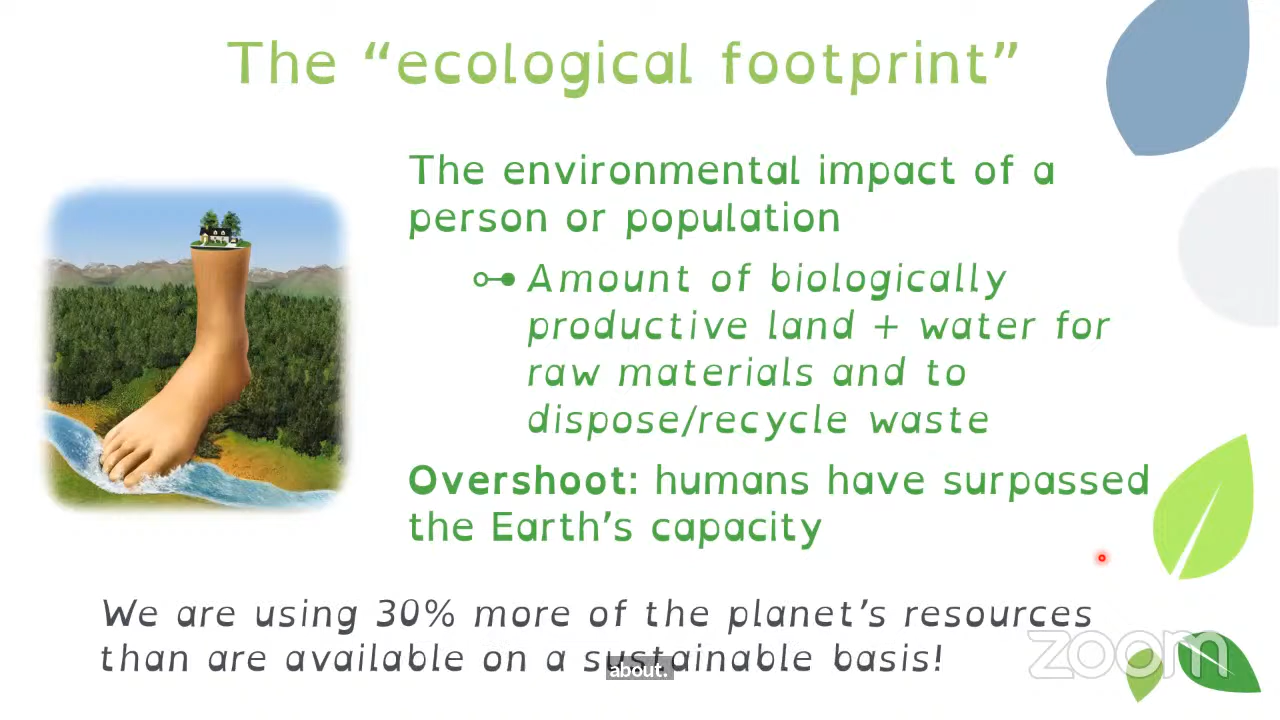 The “ecological footprint”
The environmental impact of a
person or population
Amount of biologically
productive land + water for
raw materials and to
dispose/recycle waste
Overshoot: humans have surpassed
the Earth’s capacity
We are using 30% more of the planet’s resources
than are available on a sustainable basis!
about.
zoom